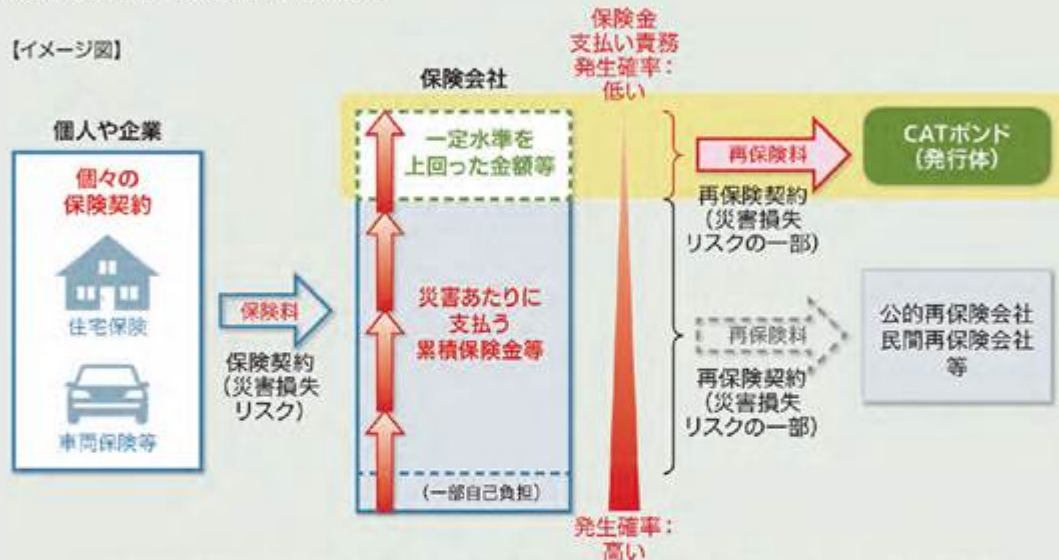 【イメージ図】
個人や企業
個々の
保険契約
住宅保険
車両保険等
保険料
保険契約
(災害損失
リスク)
保険会社
一定水準を
上回った金額等
災害あたりに
支払う
累積保険金等
(一部自己負担)
保険金
支払い責務
発生確率:
低い
発生確率:
高い
再保険料
再保険契約
(災害損失
リスクの一部)
再保険料
再保険契約
(災害損失
リスクの一部)
CATボンド
(発行体)
公的再保険会社
民間再保険会社
等